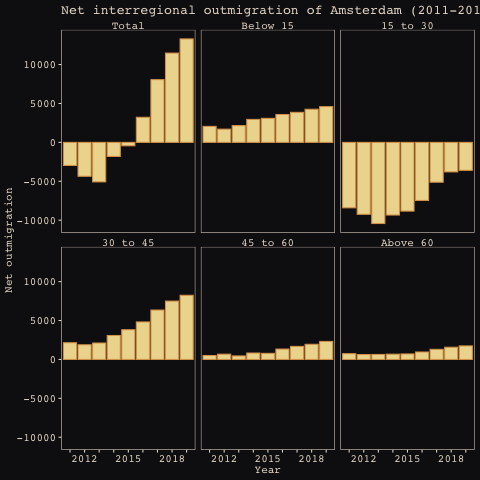 Net interregional outmigration of Amsterdam (2011-201
Total Below 15 15 to 30
10000
5000
0
-5000
-10000
Net outmigration
30 to 45 45 to 60 Above 60
10000
5000
0
-5000
-10000
2012 2015 2018 2012 2015 2018 2012 2015 2018
Year